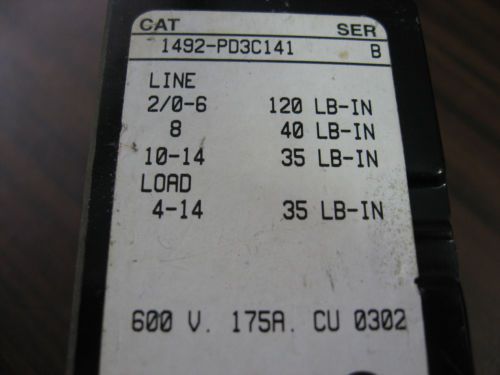 CAT SER
1492-PD3C141 B
LINE
2/0-6 120 LB-IN
8 40 LB-IN
10-14 35 LB-IN
LOAD
4-14 35 LB-IN
600 V. 175A. CU 0302